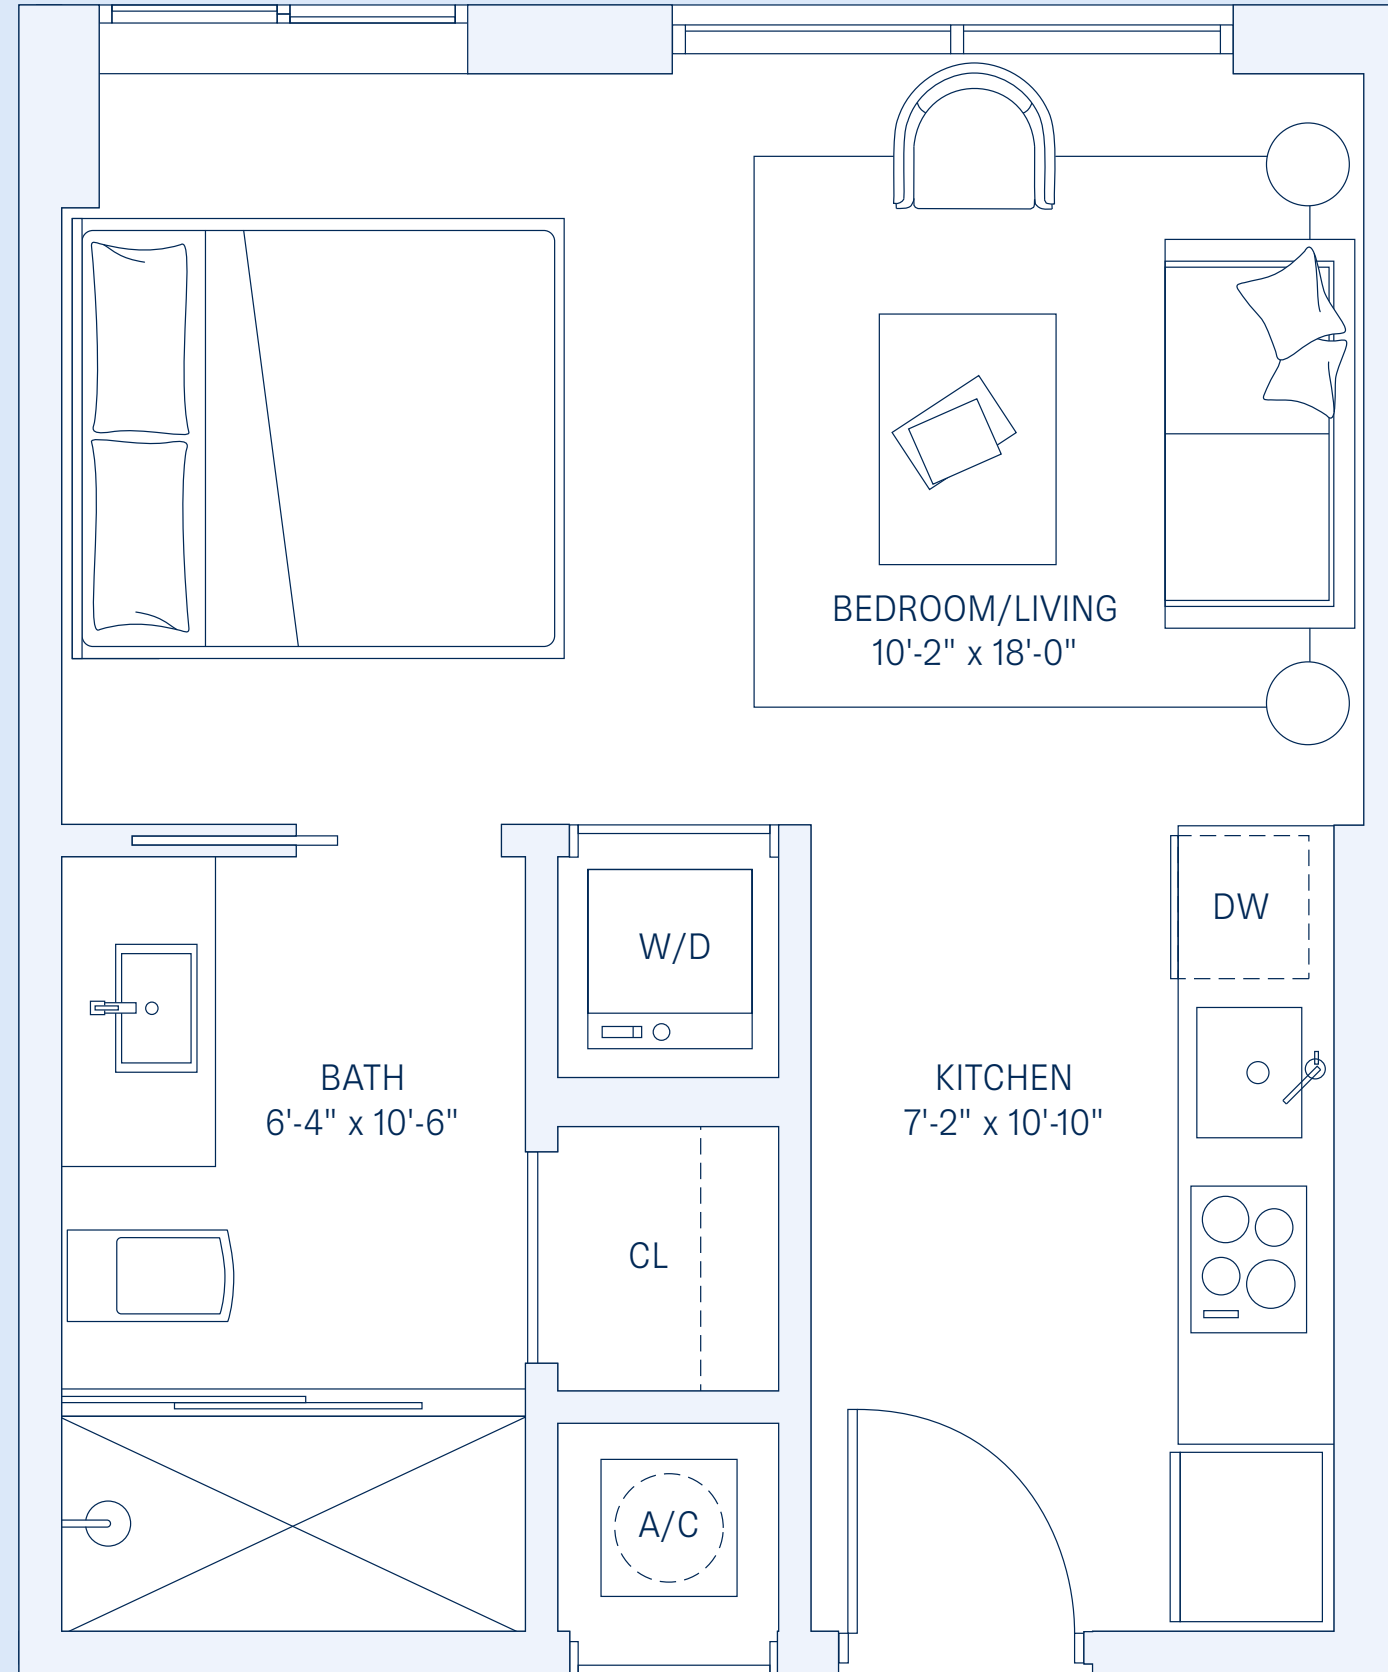 BEDROOM/LIVING
10'-2" x 18'-0"
DW
W/D
BATH
6'-4" x 10'-6"
KITCHEN
7'-2" x 10'-10"
CL
A/C